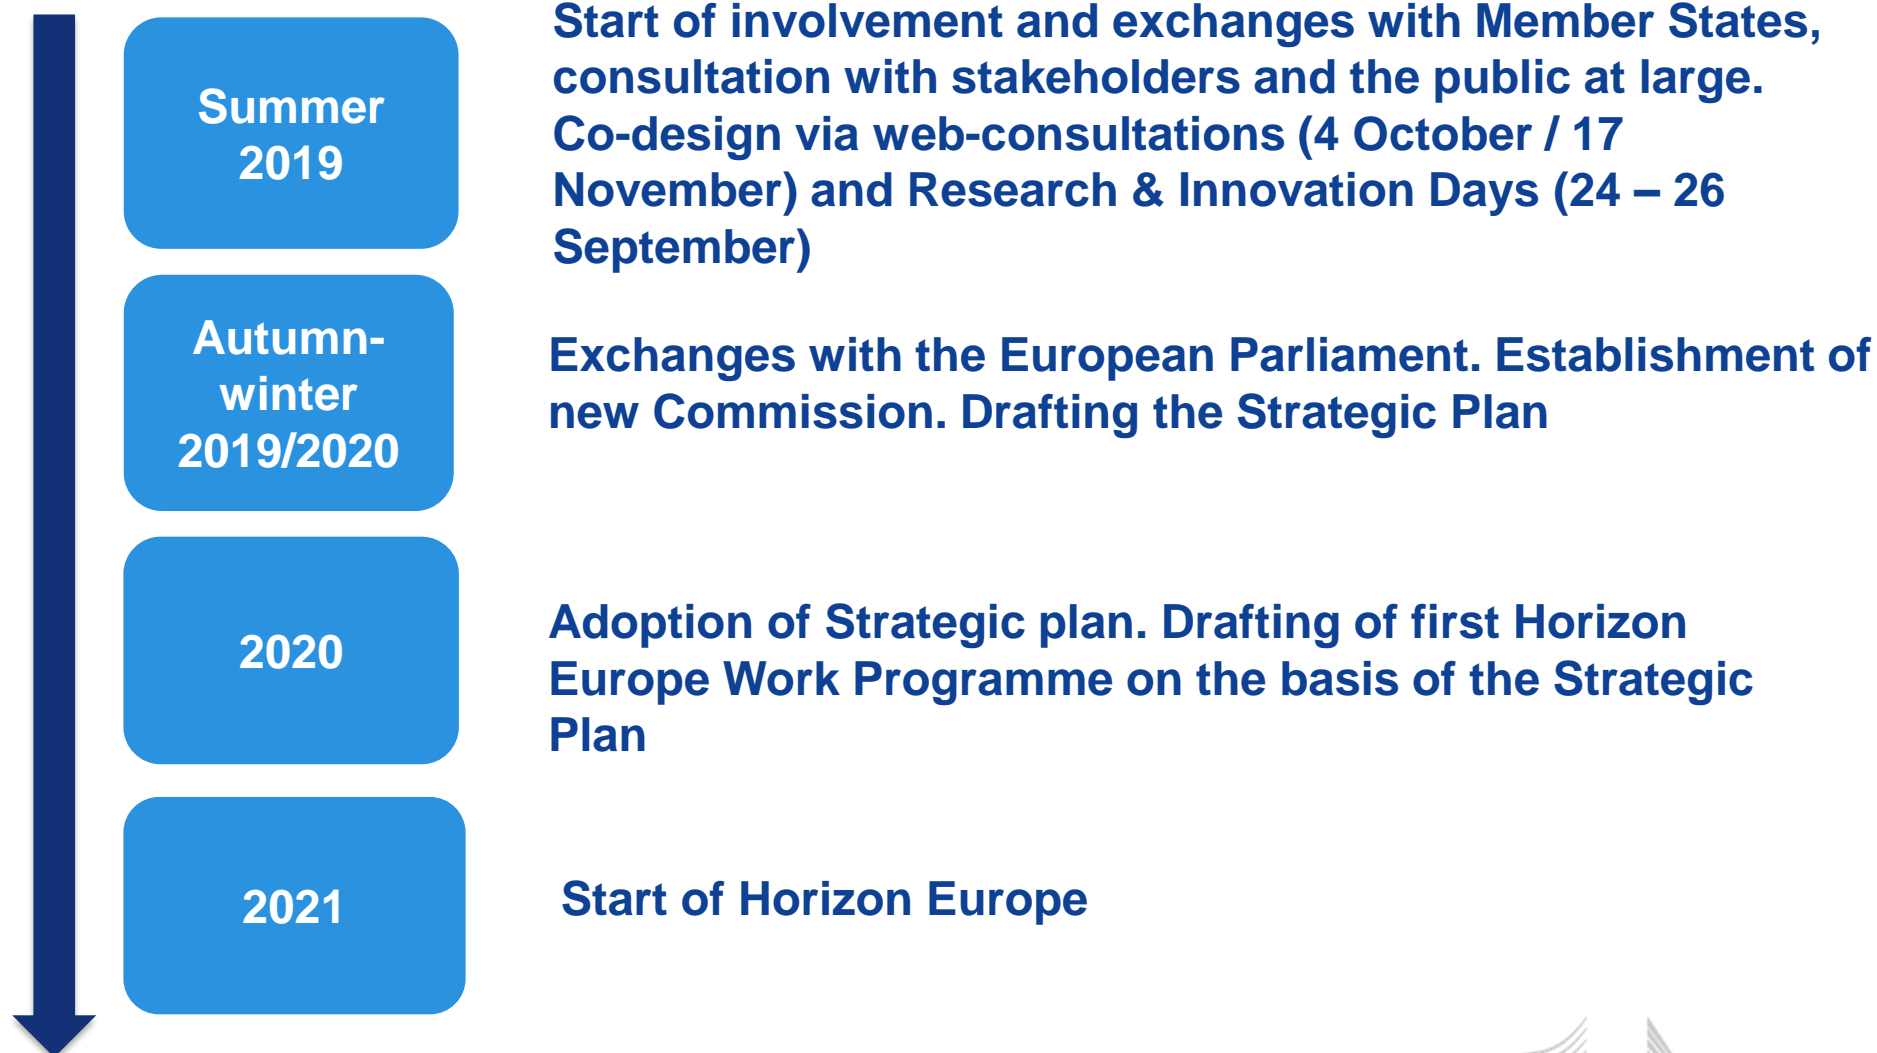 Summer
2019
Start of involvement and exchanges with Member States,
consultation with stakeholders and the public at large.
Co-design via web-consultations (4 October / 17
November) and Research & Innovation Days (24 – 26
September)
Autumn-
winter
2019/2020
Exchanges with the European Parliament. Establishment of
new Commission. Drafting the Strategic Plan
2020
Adoption of Strategic plan. Drafting of first Horizon
Europe Work Programme on the basis of the Strategic
Plan
2021
Start of Horizon Europe